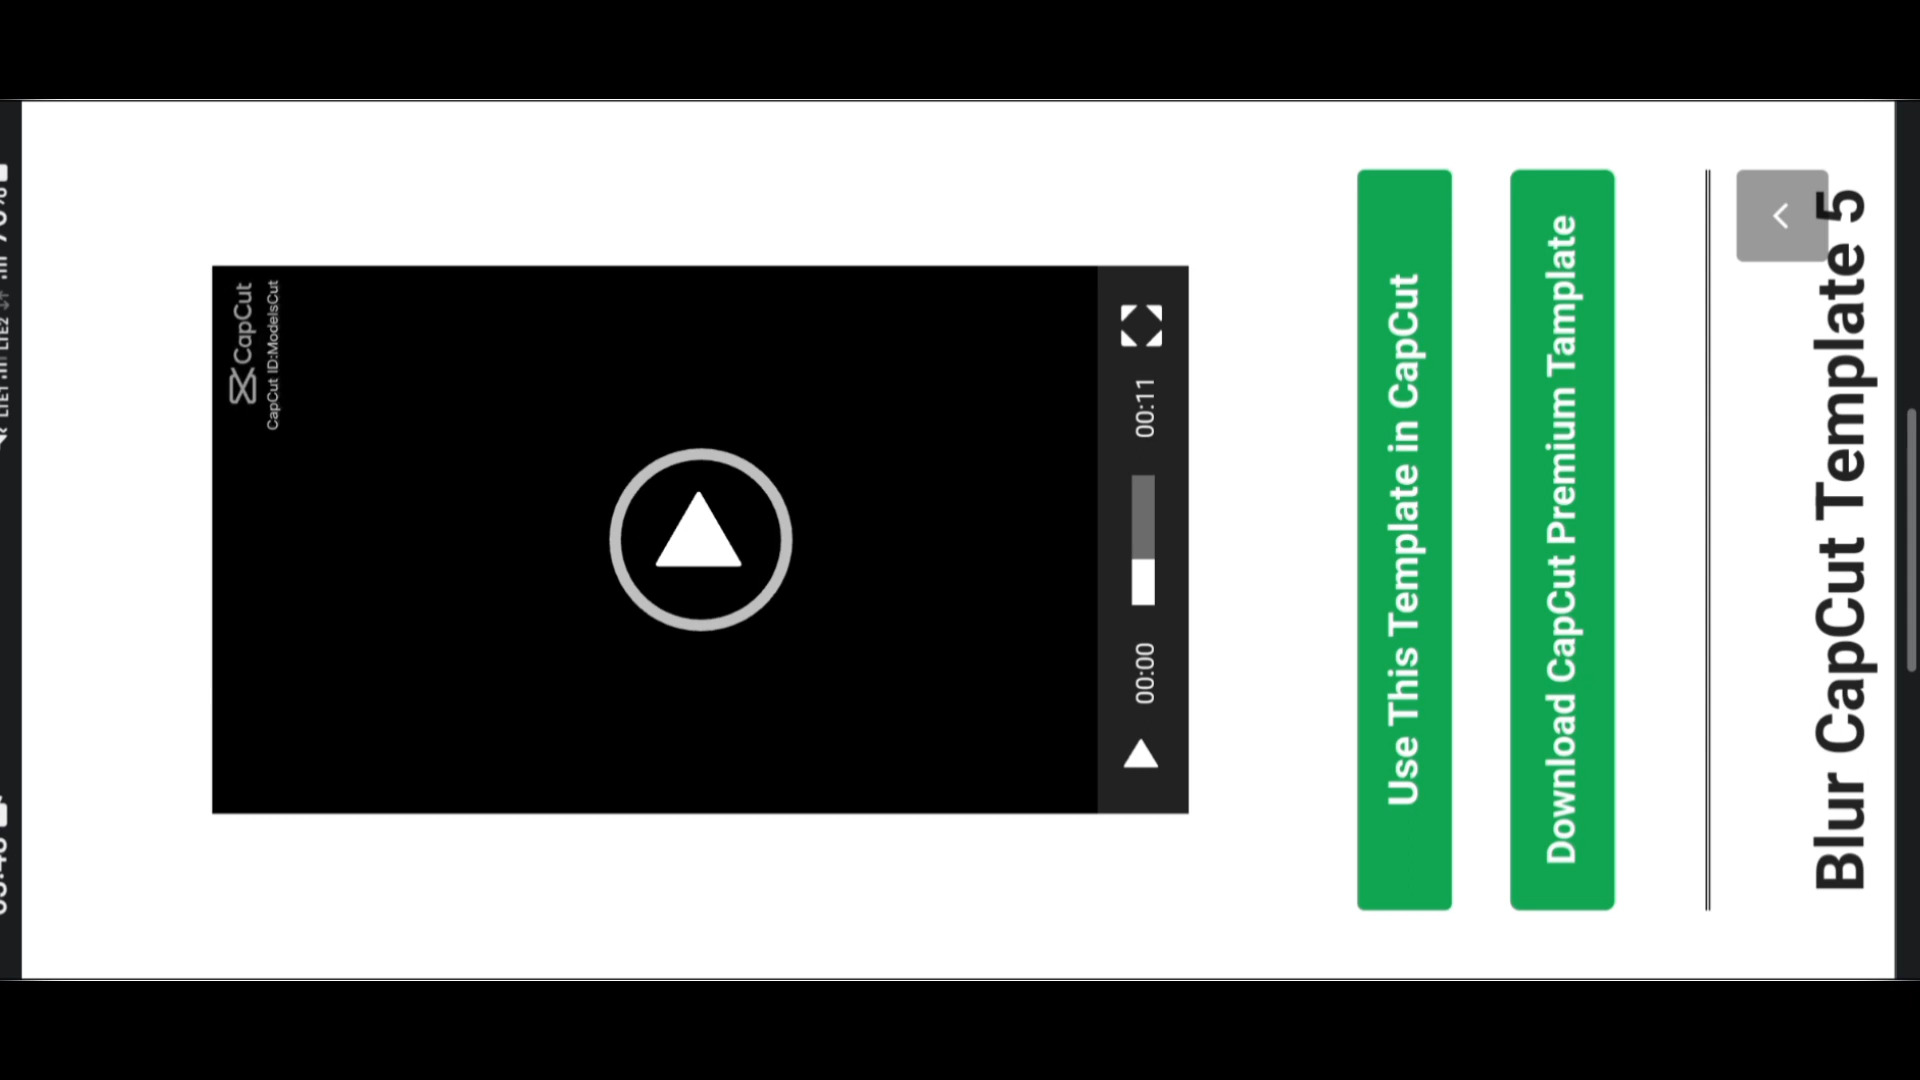 CapCut
CapCut ID:ModelsCut
00:00
00:11
Use This Template in CapCut
Download CapCut Premium Tamplate
Blur CapCut Template 5